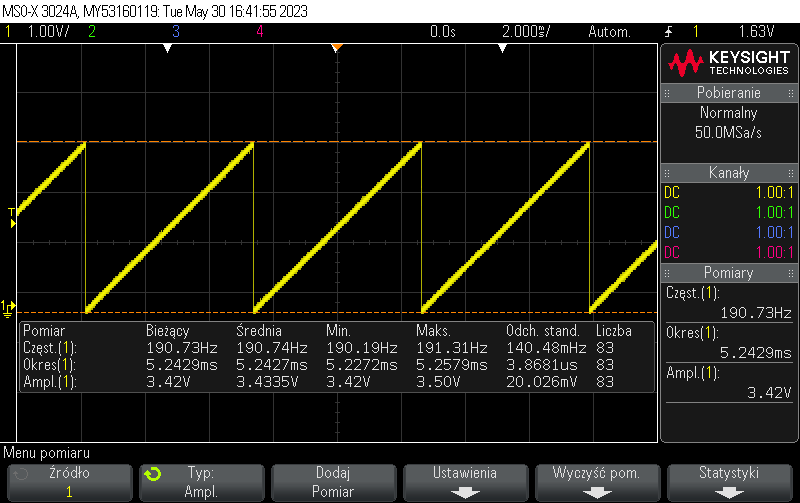 MSO-X 3024A, MY53160119: Tue May 30 16:41:55 2023
1 1.00V/ 2 3 4 0.0s 2.000ms/ Autom. 1 1.63V
KEYSIGHT
TECHNOLOGIES
Pobieranie
Normalny
50.0MSa/s
Kanały
DC 1.00:1
DC 1.00:1
DC 1.00:1
DC 1.00:1
Pomiary
Częst.(1):
190.73Hz
Okres(1):
5.2429ms
Ampl.(1):
3.42V
T
1
Pomiar Bieżący Średnia Min. Maks. Odch. stand. Liczba
Częst.(1): 190.73Hz 190.74Hz 190.19Hz 191.31Hz 140.48mHz 83
Okres(1): 5.2429ms 5.2427ms 5.2272ms 5.2579ms 3.8681us 83
Ampl.(1): 3.42V 3.4335V 3.42V 3.50V 20.026mV 83
Menu pomiaru
Źródło
1
Typ:
Ampl.
Dodaj
Pomiar
Ustawienia
Wyczyść pom.
Statystyki